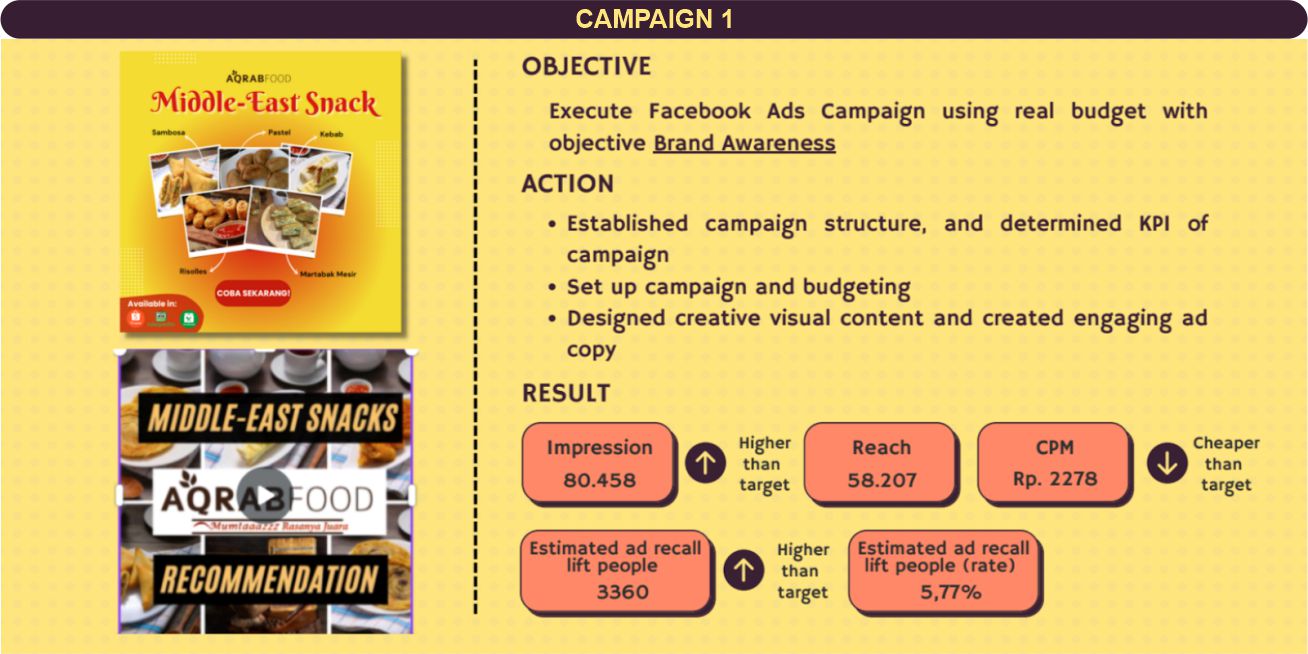 CAMPAIGN 1
AQRABFOOD
Middle-East Snack
Sambosa
Pastel
Kebab
Risolles
Martabak Mesir
COBA SEKARANG!
Available in:
MIDDLE-EAST SNACKS
AQRABFOOD
Mumtaaazzz Rasanya Juara
RECOMMENDATION
OBJECTIVE
Execute Facebook Ads Campaign using real budget with
objective Brand Awareness
ACTION
• Established campaign structure, and determined KPI of
campaign
• Set up campaign and budgeting
• Designed creative visual content and created engaging ad
copy
RESULT
Impression
80.458
Higher
than
target
Reach
58.207
CPM
Rp. 2278
Cheaper
than
target
Estimated ad recall
lift people
3360
Higher
than
target
Estimated ad recall
lift people (rate)
5,77%